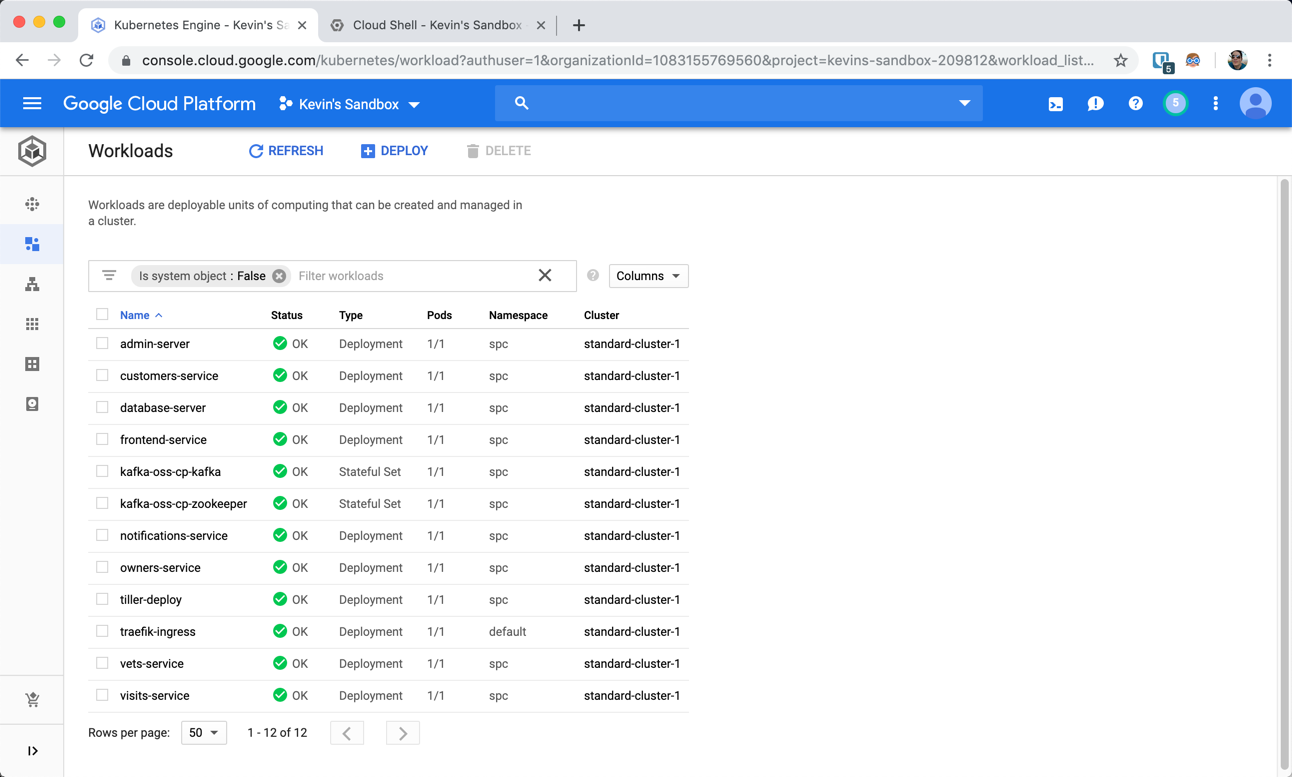 Kubernetes Engine - Kevin's Sa
Cloud Shell - Kevin's Sandbox
console.cloud.google.com/kubernetes/workload?authuser=1&organizationId=1083155769560&project=kevins-sandbox-209812&workload_list...
5
Google Cloud Platform
Kevin's Sandbox
5
Workloads
REFRESH
DEPLOY
DELETE
Workloads are deployable units of computing that can be created and managed in
a cluster.
Is system object : False
Filter workloads
Columns
Name Status Type Pods Namespace Cluster
admin-server OK Deployment 1/1 spc standard-cluster-1
customers-service OK Deployment 1/1 spc standard-cluster-1
database-server OK Deployment 1/1 spc standard-cluster-1
frontend-service OK Deployment 1/1 spc standard-cluster-1
kafka-oss-cp-kafka OK Stateful Set 1/1 spc standard-cluster-1
kafka-oss-cp-zookeeper OK Stateful Set 1/1 spc standard-cluster-1
notifications-service OK Deployment 1/1 spc standard-cluster-1
owners-service OK Deployment 1/1 spc standard-cluster-1
tiller-deploy OK Deployment 1/1 spc standard-cluster-1
traefik-ingress OK Deployment 1/1 default standard-cluster-1
vets-service OK Deployment 1/1 spc standard-cluster-1
visits-service OK Deployment 1/1 spc standard-cluster-1
Rows per page: 50 1 - 12 of 12